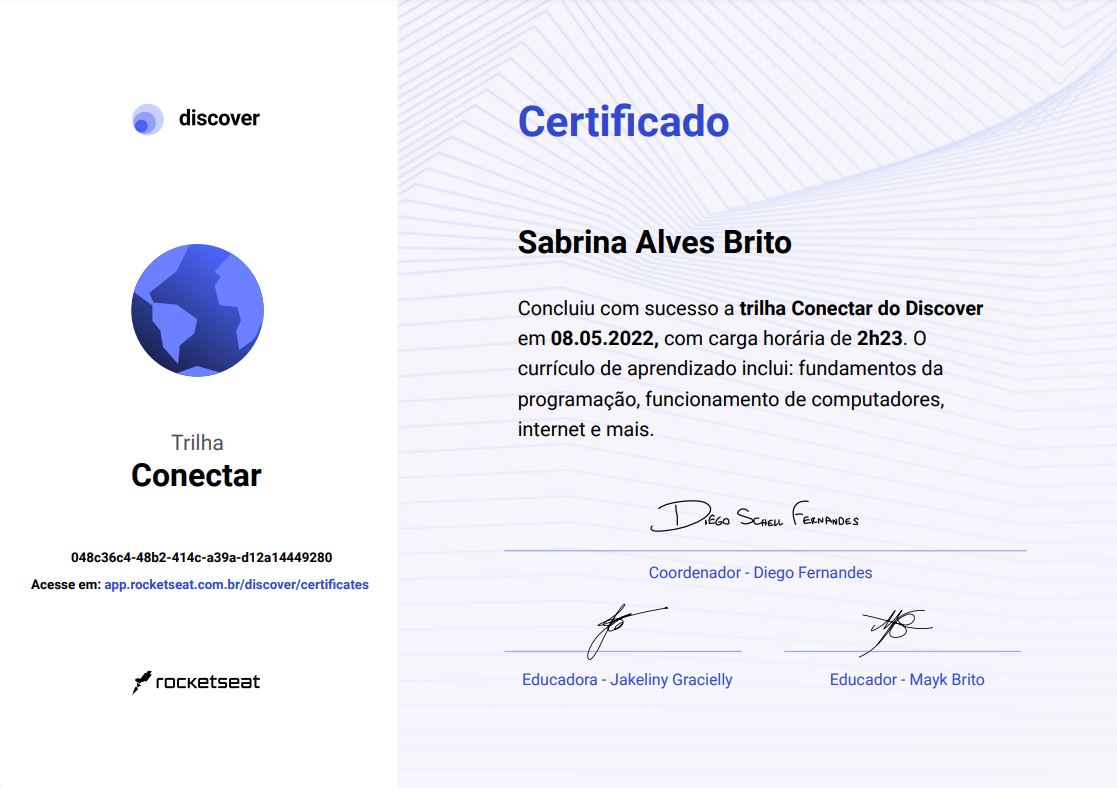 discover
Trilha
Conectar
048c36c4-48b2-414c-a39a-d12a14449280
Acesse em: app.rocketseat.com.br/discover/certificates
rocketseat
Certificado
Sabrina Alves Brito
Concluiu com sucesso a trilha Conectar do Discover
em 08.05.2022, com carga horária de 2h23. O
currículo de aprendizado inclui: fundamentos da
programação, funcionamento de computadores,
internet e mais.
Diego Schell Fernandes
Coordenador - Diego Fernandes
Educadora - Jakeliny Gracielly
Educador - Mayk Brito